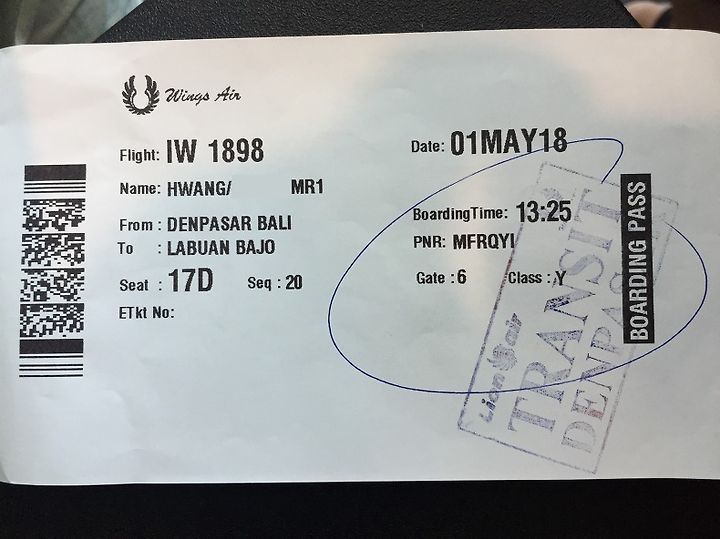 Wings Air
Flight: IW 1898
Date: 01MAY18
Name: HWANG/ MR1
From : DENPASAR BALI
BoardingTime: 13:25
To : LABUAN BAJO
PNR: MFRQYI
Seat : 17D Seq : 20
Gate : 6 Class : Y
ETkt No:
BOARDING PASS
Lion air
TRANSIT